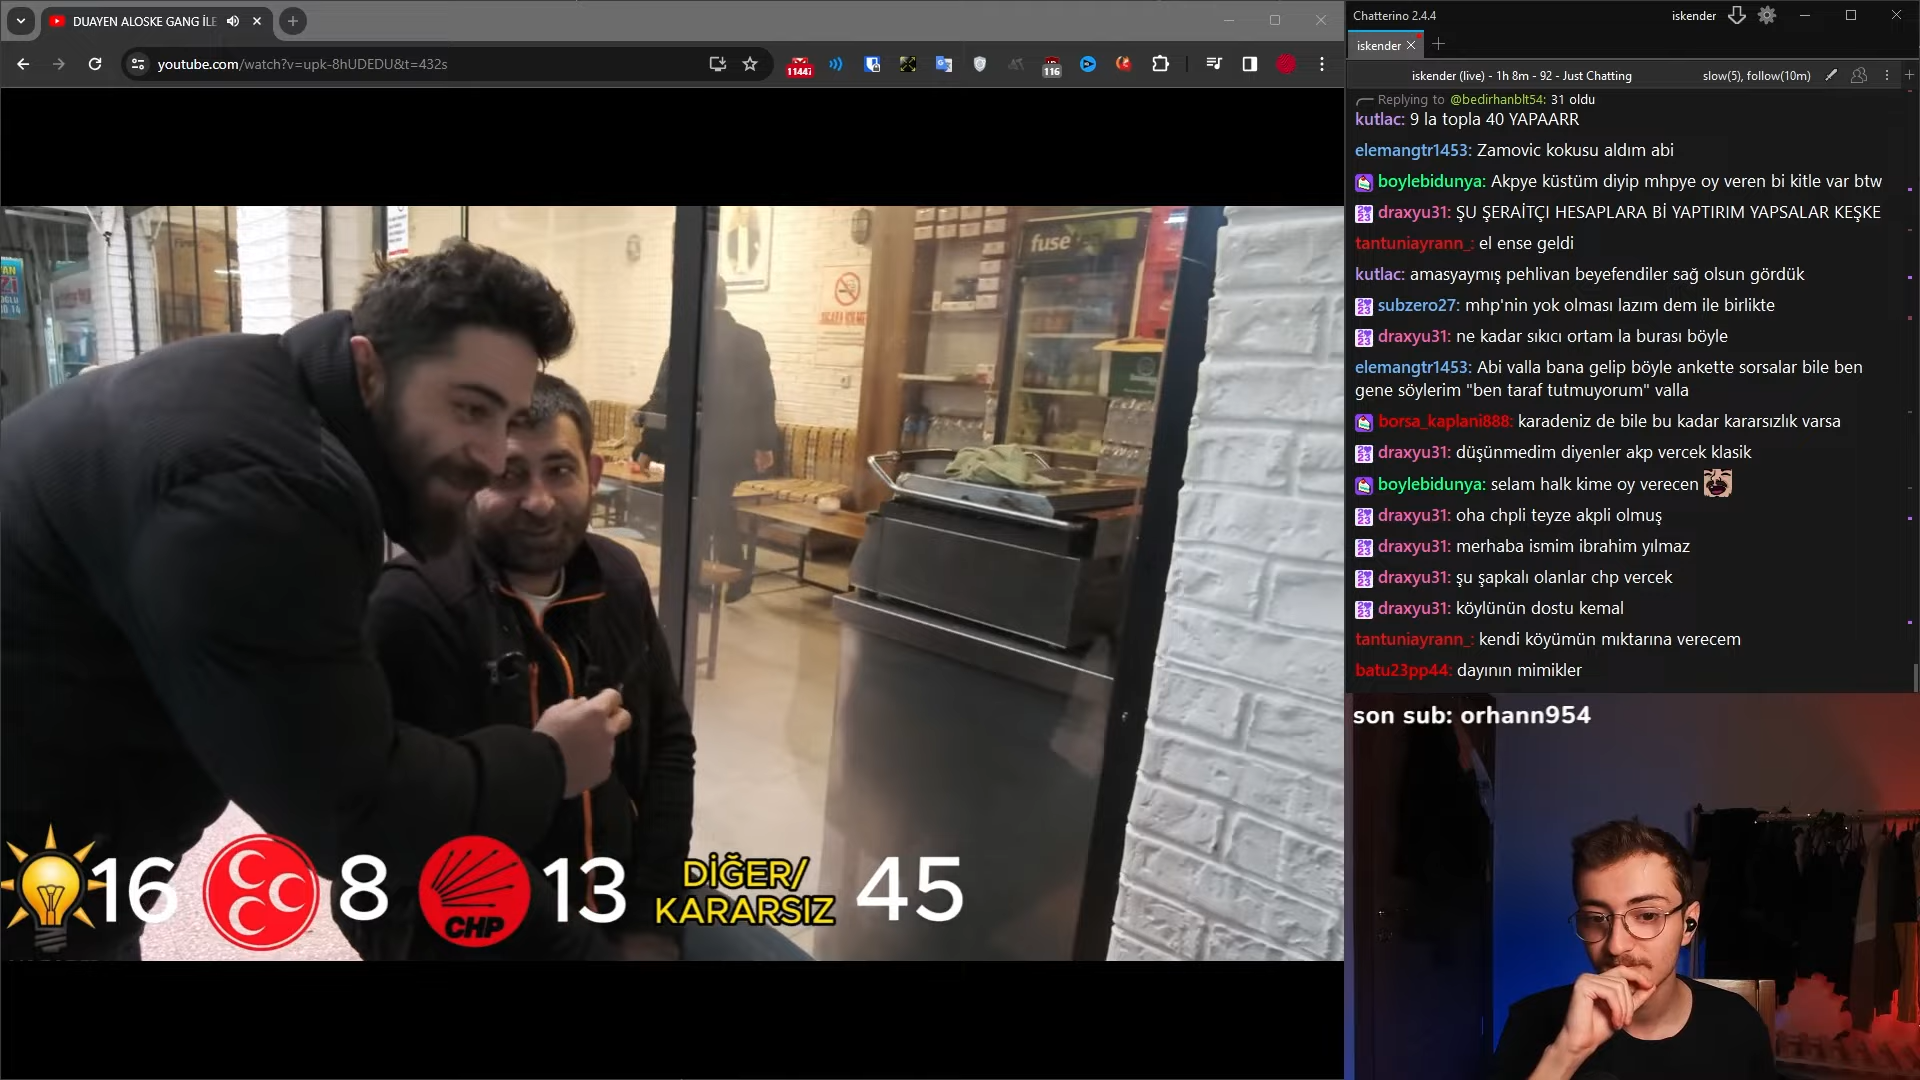 DUAYEN ALOSKE GANG İLE
youtube.com/watch?v=upk-8hUDEDU&t=432s
11447
116
fuse
16
8
CHP
13
DİĞER/
KARARSIZ
45
Chatterino 2.4.4
iskender
iskender
iskender (live) - 1h 8m - 92 - Just Chatting
slow(5), follow(10m)
Replying to @bedirhanblt54: 31 oldu
kutlac: 9 la topla 40 YAPAARR
elemangtr1453: Zamovic kokusu aldım abi
boylebidunya: Akpye küstüm diyip mhpye oy veren bi kitle var btw
draxyu31: ŞU ŞERAİTÇI HESAPLARA Bİ YAPTIRIM YAPSALAR KEŞKE
tantuniayrann_: el ense geldi
kutlac: amasyaymış pehlivan beyefendiler sağ olsun gördük
subzero27: mhp'nin yok olması lazım dem ile birlikte
draxyu31: ne kadar sıkıcı ortam la burası böyle
elemangtr1453: Abi valla bana gelip böyle ankette sorsalar bile ben
gene söylerim "ben taraf tutmuyorum" valla
borsa_kaplani888: karadeniz de bile bu kadar kararsızlık varsa
draxyu31: düşünmedim diyenler akp vercek klasik
boylebidunya: selam halk kime oy verecen
draxyu31: oha chpli teyze akpli olmuş
draxyu31: merhaba ismim ibrahim yılmaz
draxyu31: şu şapkalı olanlar chp vercek
draxyu31: köylünün dostu kemal
tantuniayrann_: kendi köyümün mıktarına verecem
batu23pp44: dayının mimikler
son sub: orhann954